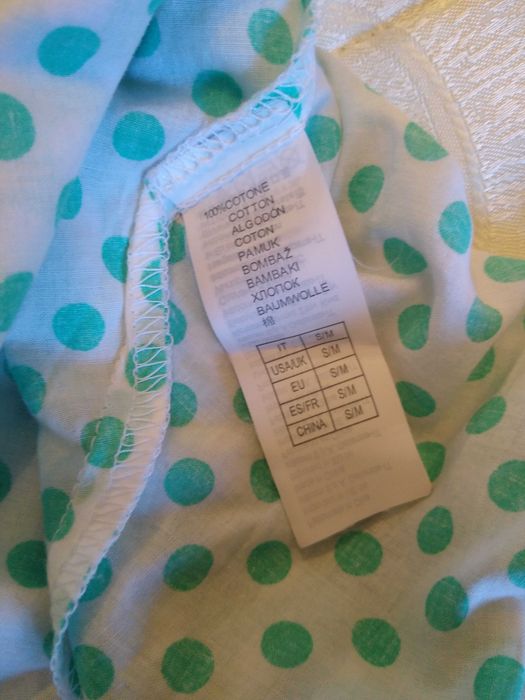 100%COTONE
COTTON
ALGODÓN
COTON
PAMUK
BOMBAŽ
BAMBAKI
ХЛОПОК
BAUMWOLLE
棉
IT S/M
USA/UK S/M
EU S/M
ES/FR S/M
CHINA S/M